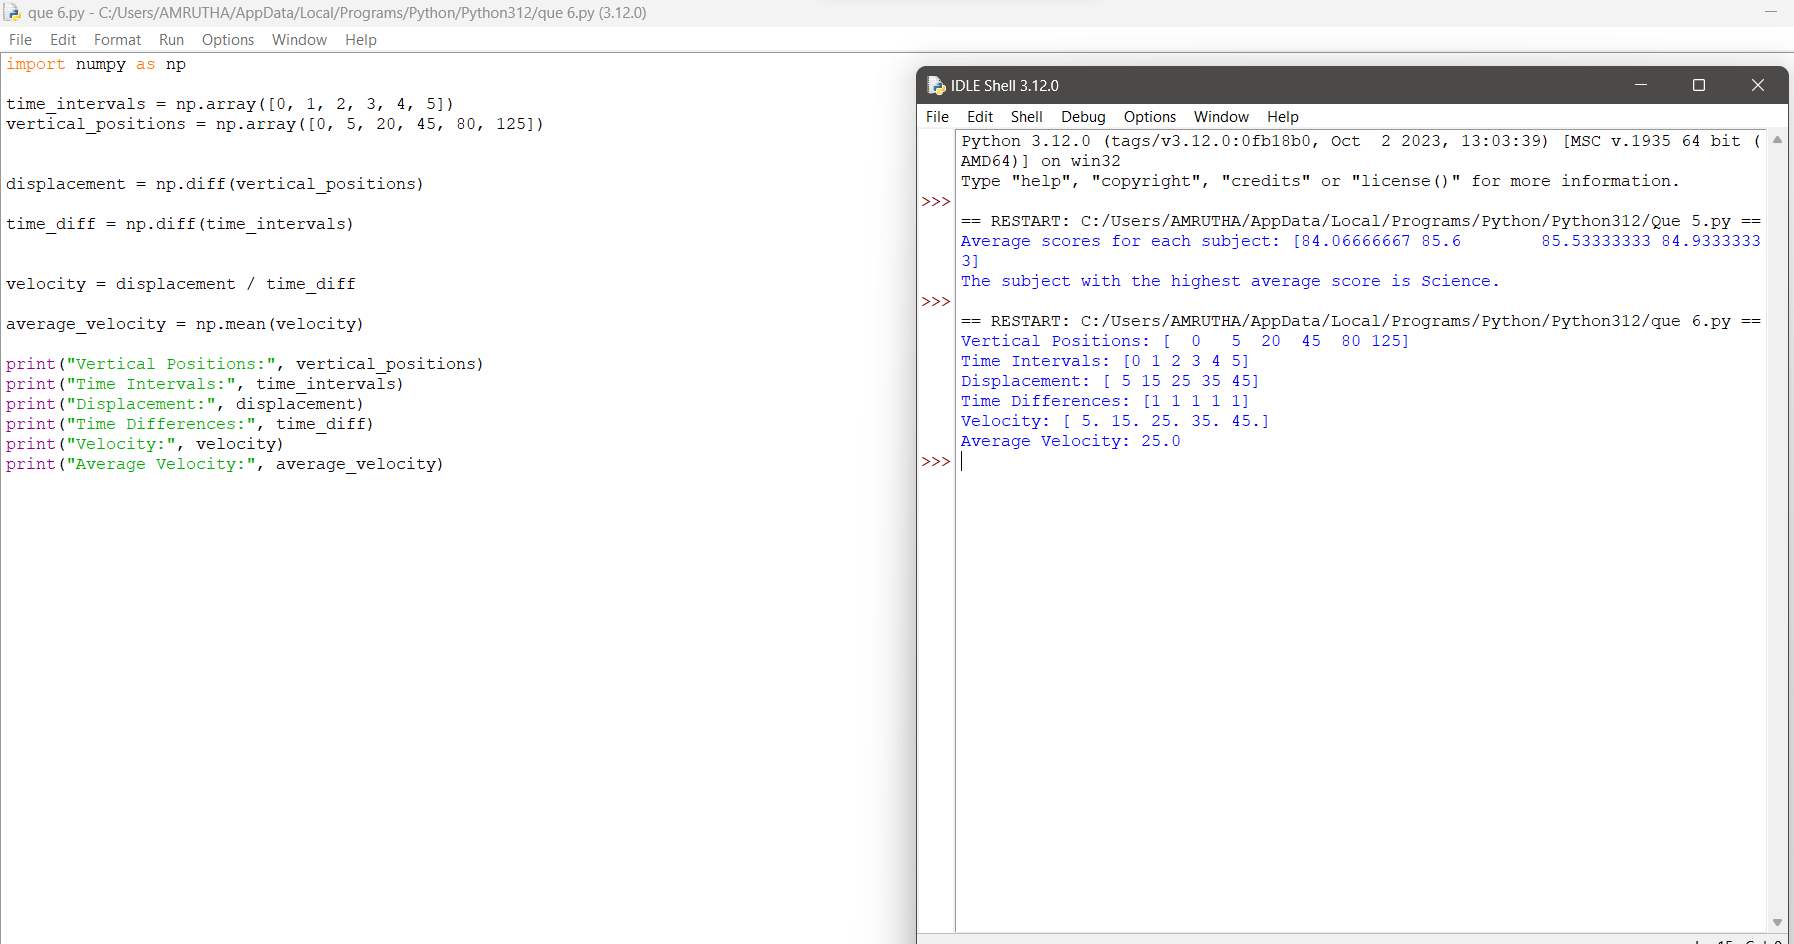 que 6.py - C:/Users/AMRUTHA/AppData/Local/Programs/Python/Python312/que 6.py (3.12.0)
File Edit Format Run Options Window Help
import numpy as np
time_intervals = np.array([0, 1, 2, 3, 4, 5])
vertical_positions = np.array([0, 5, 20, 45, 80, 125])
displacement = np.diff(vertical_positions)
time_diff = np.diff(time_intervals)
velocity = displacement / time_diff
average_velocity = np.mean(velocity)
print("Vertical Positions:", vertical_positions)
print("Time Intervals:", time_intervals)
print("Displacement:", displacement)
print("Time Differences:", time_diff)
print("Velocity:", velocity)
print("Average Velocity:", average_velocity)
IDLE Shell 3.12.0
File Edit Shell Debug Options Window Help
Python 3.12.0 (tags/v3.12.0:0fb18b0, Oct  2 2023, 13:03:39) [MSC v.1935 64 bit (
AMD64)] on win32
Type "help", "copyright", "credits" or "license()" for more information.
>>>
== RESTART: C:/Users/AMRUTHA/AppData/Local/Programs/Python/Python312/Que 5.py ==
Average scores for each subject: [84.06666667 85.6        85.53333333 84.9333333
3]
The subject with the highest average score is Science.
>>>
== RESTART: C:/Users/AMRUTHA/AppData/Local/Programs/Python/Python312/que 6.py ==
Vertical Positions: [  0   5  20  45  80 125]
Time Intervals: [0 1 2 3 4 5]
Displacement: [ 5 15 25 35 45]
Time Differences: [1 1 1 1 1]
Velocity: [ 5. 15. 25. 35. 45.]
Average Velocity: 25.0
>>>